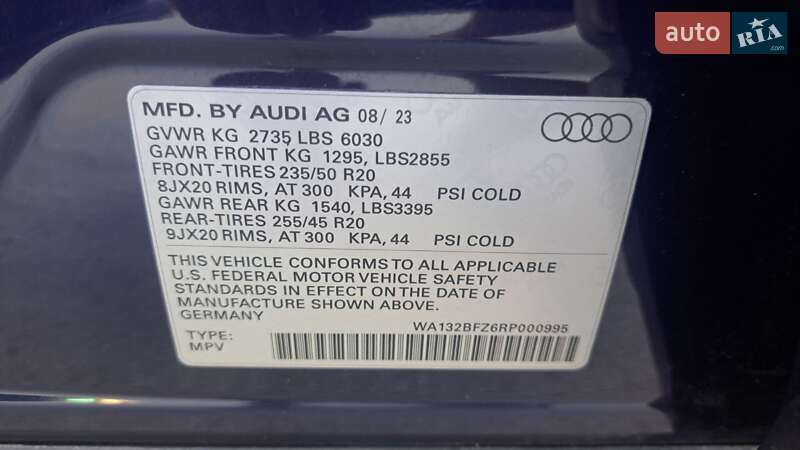 auto RIA.com
MFD. BY AUDI AG 08/ 23
GVWR KG 2735 LBS 6030
GAWR FRONT KG 1295, LBS2855
FRONT-TIRES 235/50 R20
8JX20 RIMS, AT 300 KPA, 44 PSI COLD
GAWR REAR KG 1540, LBS3395
REAR-TIRES 255/45 R20
9JX20 RIMS, AT 300 KPA, 44 PSI COLD
THIS VEHICLE CONFORMS TO ALL APPLICABLE
U.S. FEDERAL MOTOR VEHICLE SAFETY
STANDARDS IN EFFECT ON THE DATE OF
MANUFACTURE SHOWN ABOVE.
GERMANY
WA132BFZ6RP000995
TYPE:
MPV